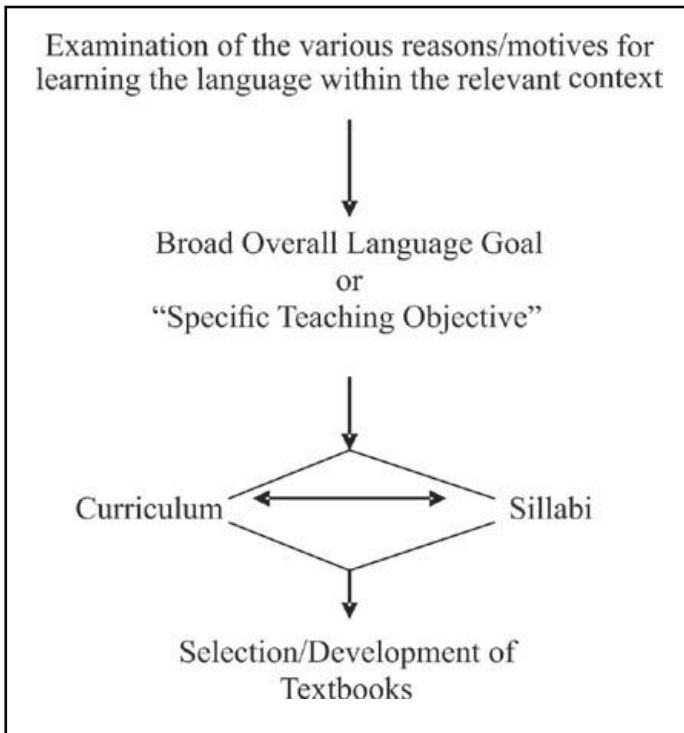 Examination of the various reasons/motives for
learning the language within the relevant context
Broad Overall Language Goal
or
“Specific Teaching Objective”
Curriculum
Sillabi
Selection/Development of
Textbooks